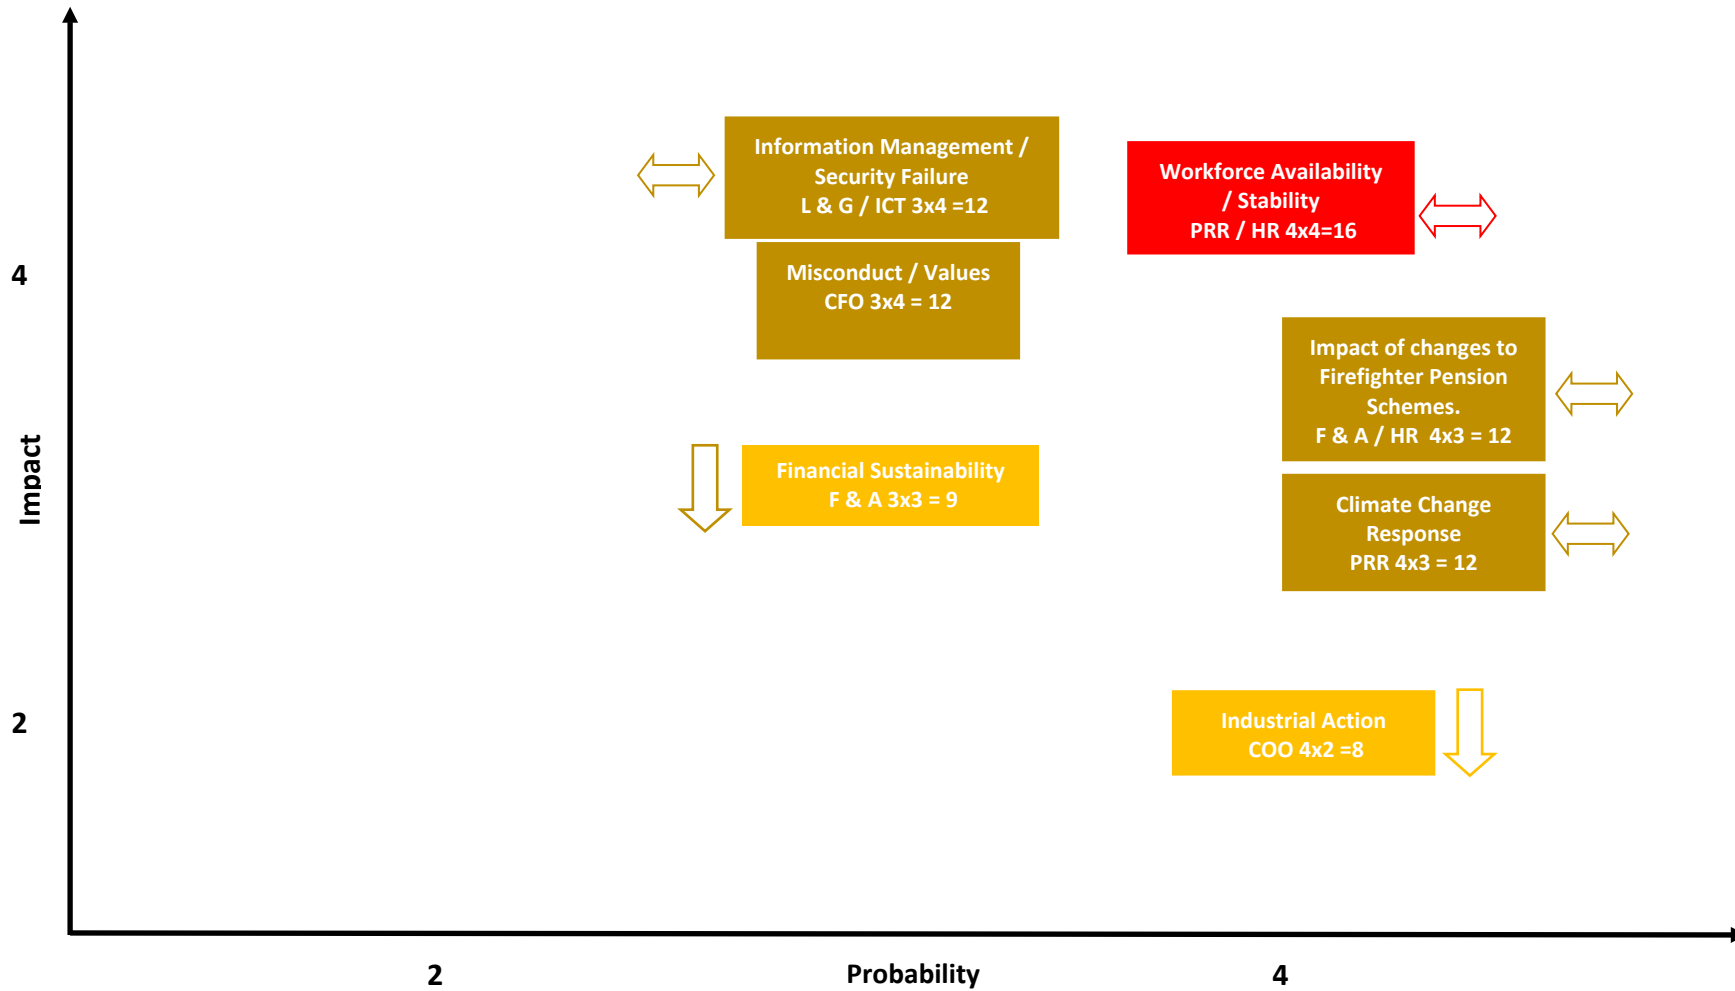 Information Management /
Security Failure
L & G / ICT 3x4 =12
Workforce Availability
/ Stability
PRR / HR 4x4=16
4
Misconduct / Values
CFO 3x4 = 12
Impact of changes to
Firefighter Pension
Schemes.
F & A / HR  4x3 = 12
Impact
Financial Sustainability
F & A 3x3 = 9
Climate Change
Response
PRR 4x3 = 12
2
Industrial Action
COO 4x2 =8
2
Probability
4